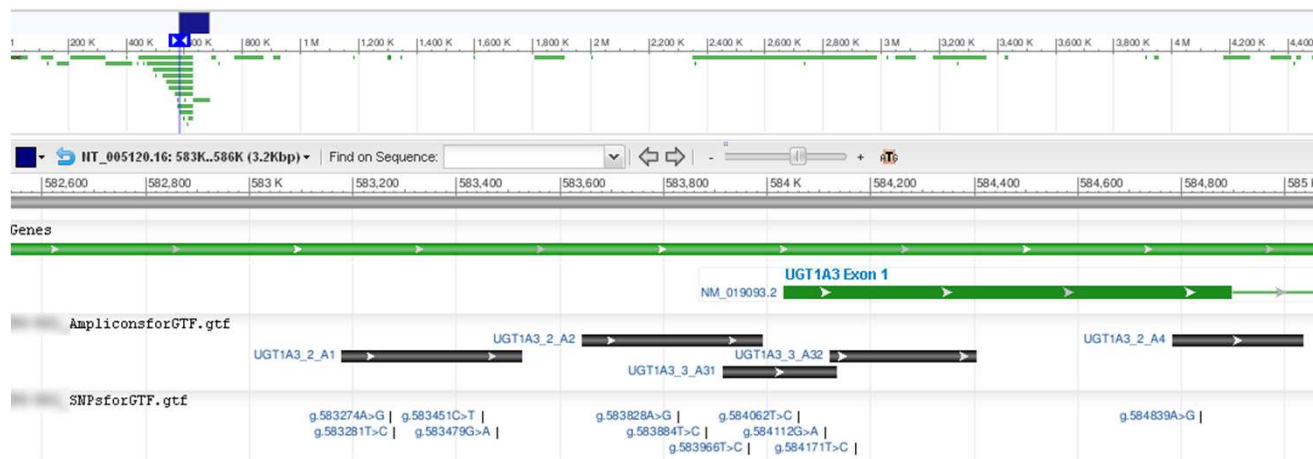 1 200 K 400 K 600 K 800 K 1 M 1,200 K 1,400 K 1,600 K 1,800 K 2 M 2,200 K 2,400 K 2,600 K 2,800 K 3 M 3,200 K 3,400 K 3,600 K 3,800 K 4 M 4,200 K 4,400
NT_005120.16: 583K..586K (3.2Kbp) Find on Sequence: - + ATG
582,600 582,800 583 K 583,200 583,400 583,600 583,800 584 K 584,200 584,400 584,600 584,800 585
Genes
UGT1A3 Exon 1
NM_019093.2
AmpliconsforGTF.gtf
UGT1A3_2_A2 UGT1A3_2_A4
UGT1A3_2_A1 UGT1A3_3_A32
UGT1A3_3_A31
SNPsforGTF.gtf
g.583274A>G g.583451C>T g.583828A>G g.584062T>C g.584839A>G
g.583281T>C g.583479G>A g.583884T>C g.584112G>A
g.583966T>C g.584171T>C